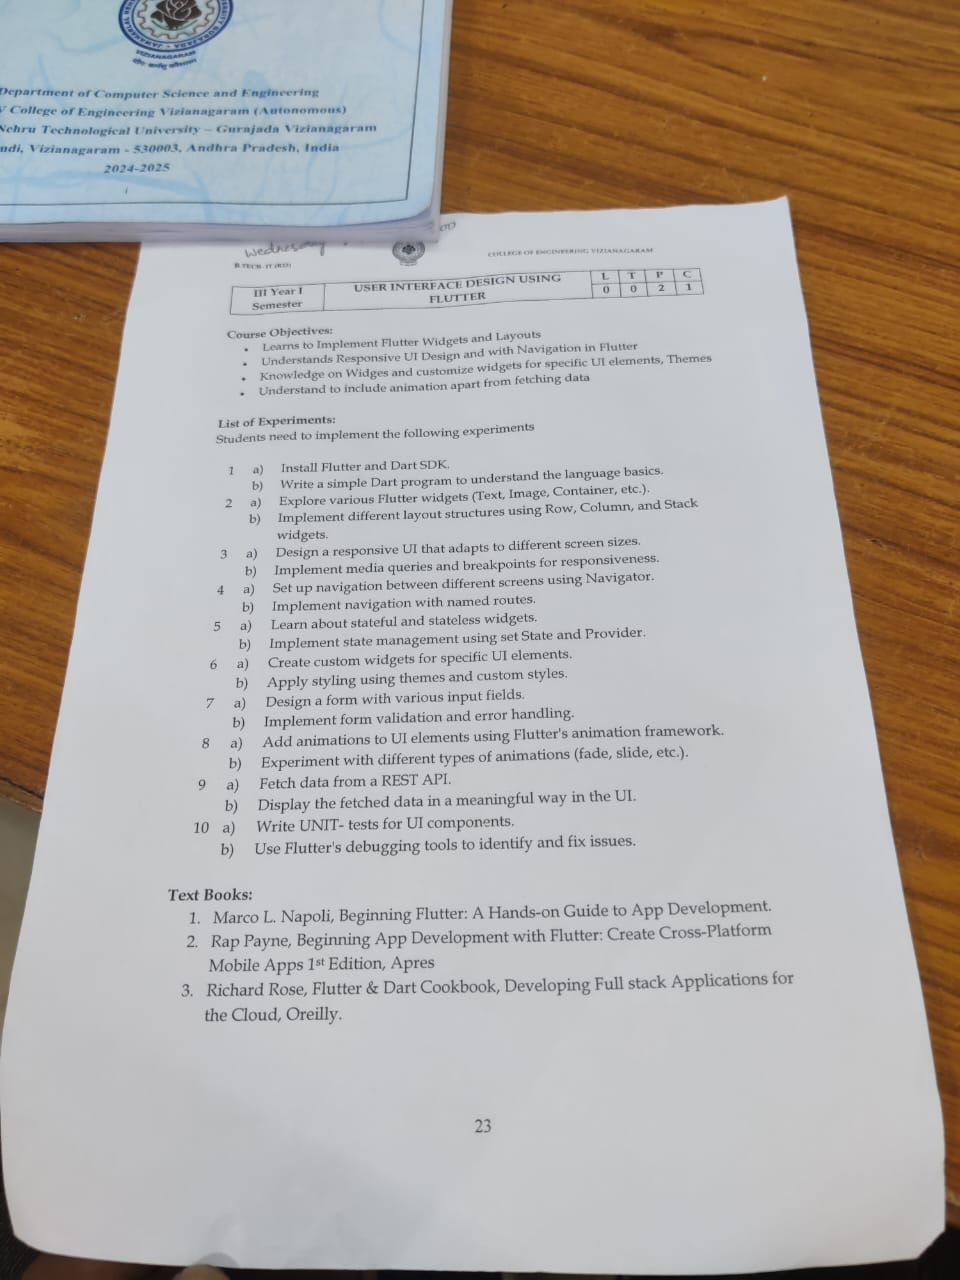 VIZIANAGARAM
Department of Computer Science and Engineering
College of Engineering Vizianagaram (Autonomous)
Nehru Technological University – Gurajada Vizianagaram
Vizianagaram - 530003, Andhra Pradesh, India
2024-2025
i
Wednesday
B.TECH-IT
COLLEGE OF ENGINEERING VIZIANAGARAM
III Year I Semester
USER INTERFACE DESIGN USING FLUTTER
L T P C
0 0 2 1
Course Objectives:
• Learns to Implement Flutter Widgets and Layouts
• Understands Responsive UI Design and with Navigation in Flutter
• Knowledge on Widges and customize widgets for specific UI elements, Themes
• Understand to include animation apart from fetching data
List of Experiments:
Students need to implement the following experiments
1 a) Install Flutter and Dart SDK.
b) Write a simple Dart program to understand the language basics.
2 a) Explore various Flutter widgets (Text, Image, Container, etc.).
b) Implement different layout structures using Row, Column, and Stack
widgets.
3 a) Design a responsive UI that adapts to different screen sizes.
b) Implement media queries and breakpoints for responsiveness.
4 a) Set up navigation between different screens using Navigator.
b) Implement navigation with named routes.
5 a) Learn about stateful and stateless widgets.
b) Implement state management using set State and Provider.
6 a) Create custom widgets for specific UI elements.
b) Apply styling using themes and custom styles.
7 a) Design a form with various input fields.
b) Implement form validation and error handling.
8 a) Add animations to UI elements using Flutter's animation framework.
b) Experiment with different types of animations (fade, slide, etc.).
9 a) Fetch data from a REST API.
b) Display the fetched data in a meaningful way in the UI.
10 a) Write UNIT- tests for UI components.
b) Use Flutter's debugging tools to identify and fix issues.
Text Books:
1. Marco L. Napoli, Beginning Flutter: A Hands-on Guide to App Development.
2. Rap Payne, Beginning App Development with Flutter: Create Cross-Platform
Mobile Apps 1st Edition, Apres
3. Richard Rose, Flutter & Dart Cookbook, Developing Full stack Applications for
the Cloud, Oreilly.
23